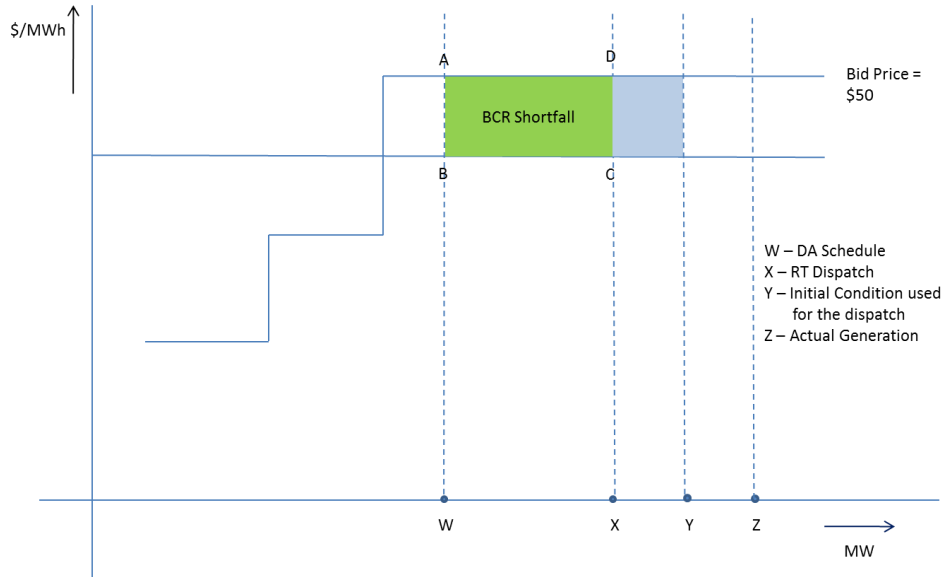 $/MWh
A
D
Bid Price =
$50
BCR Shortfall
B
C
W – DA Schedule
X – RT Dispatch
Y – Initial Condition used
for the dispatch
Z – Actual Generation
W
X
Y
Z
MW